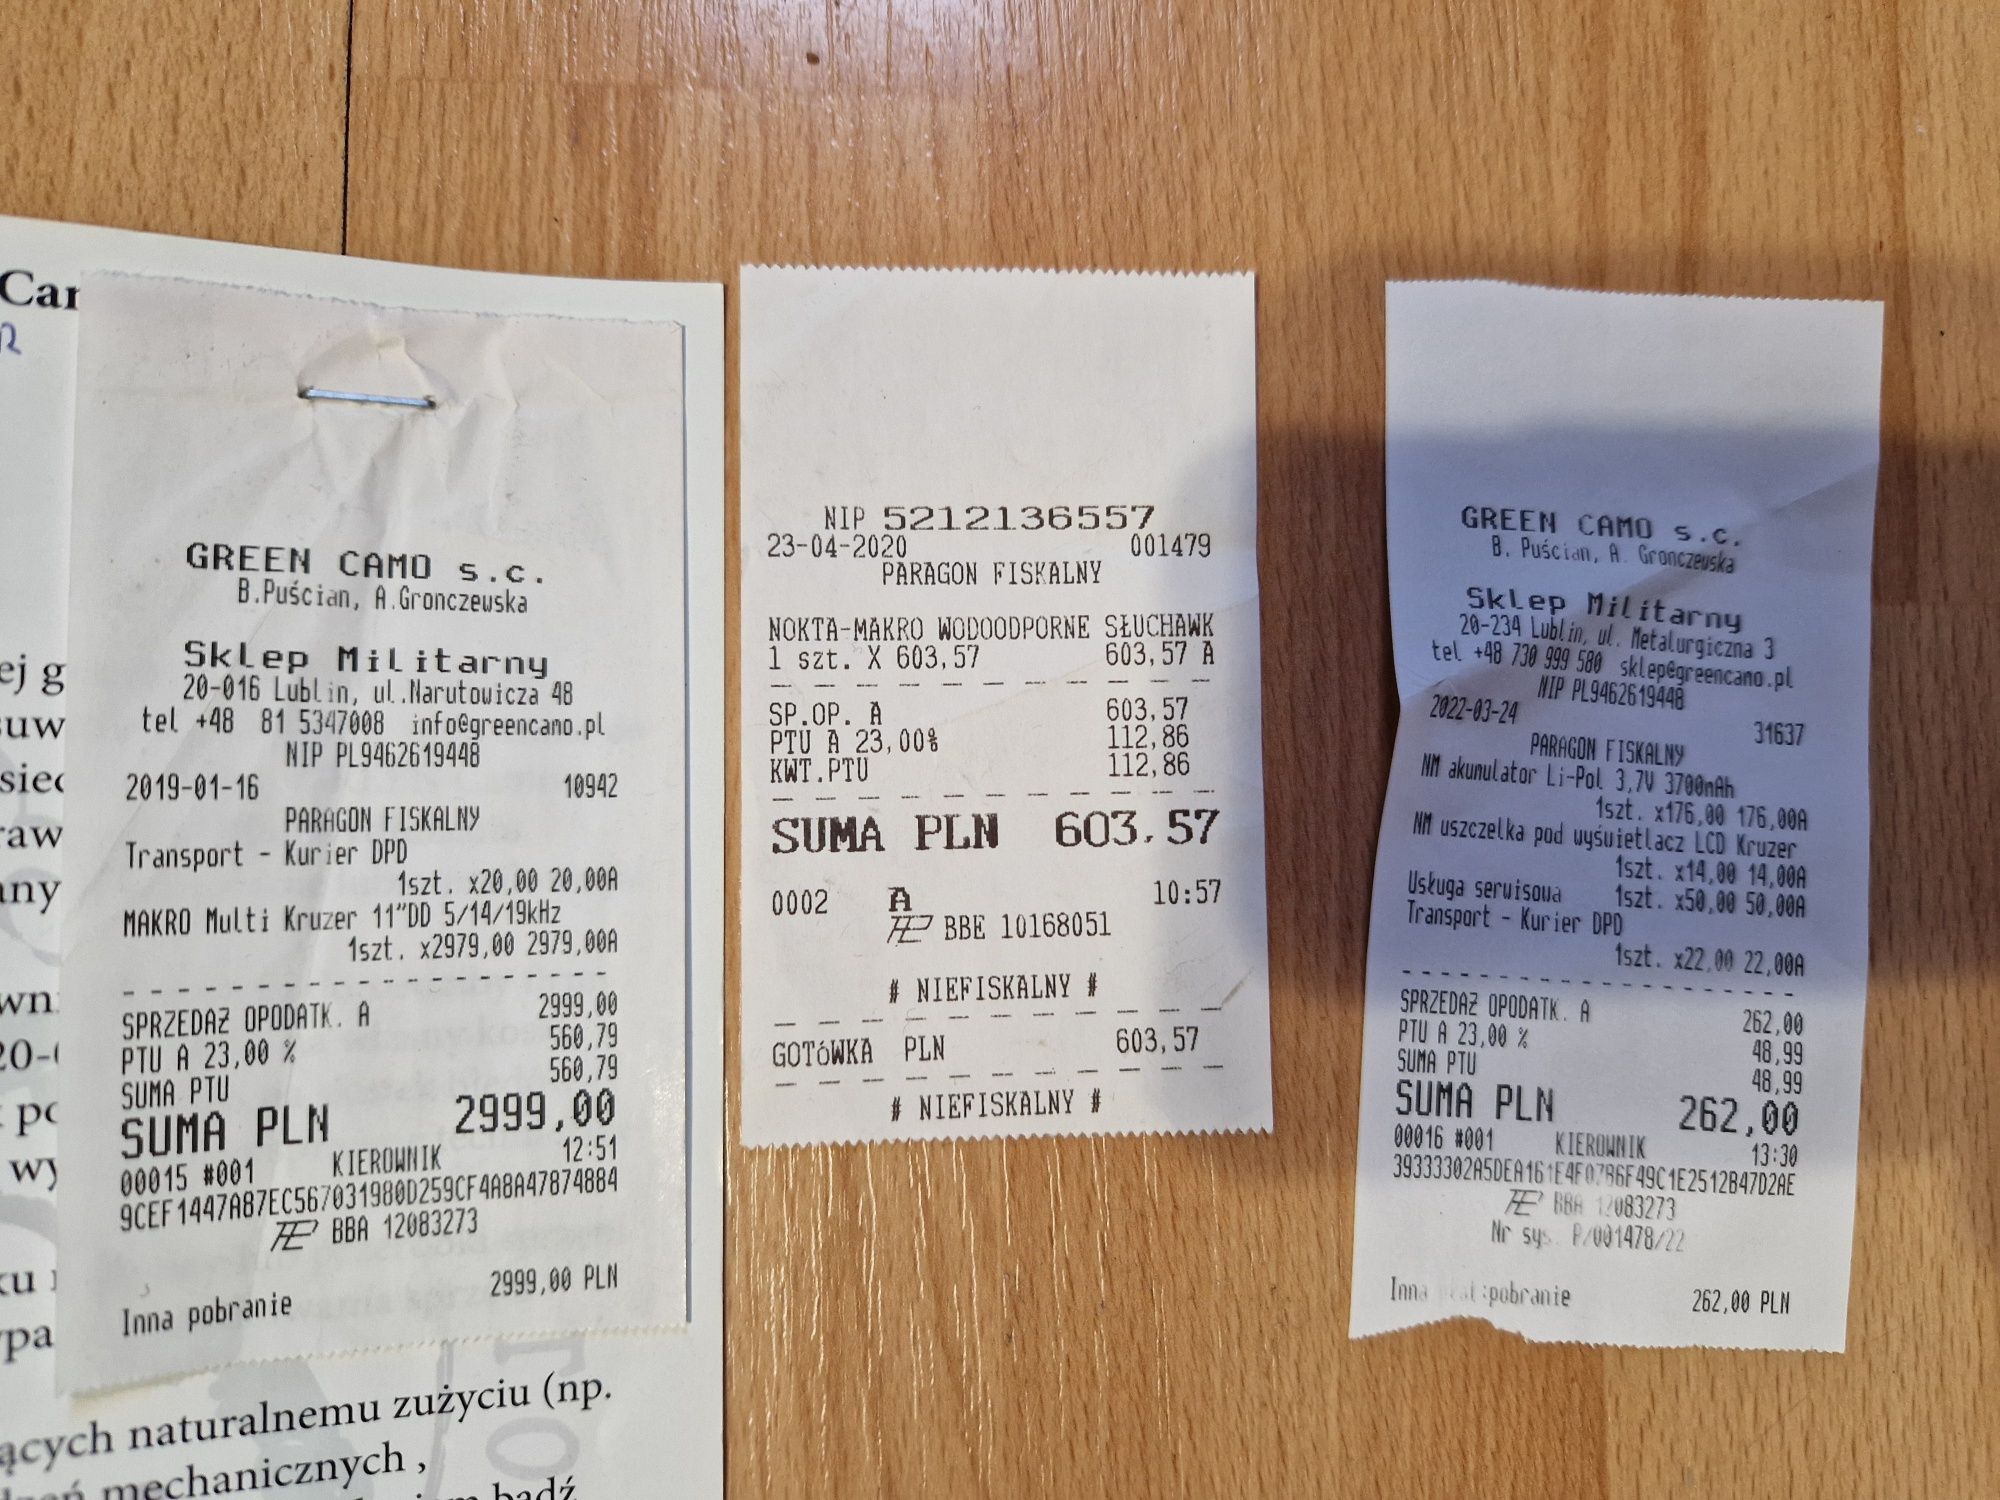 GREEN CAMO s.c.
B.Puścian, A.Gronczewska
Sklep Militarny
20-016 Lublin, ul.Narutowicza 48
tel +48 81 5347008 info@greencamo.pl
NIP PL9462619448
2019-01-16 10942
PARAGON FISKALNY
Transport - Kurier DPD
1szt. x20,00 20,00A
MAKRO Multi Kruzer 11"DD 5/14/19kHz
1szt. x2979,00 2979,00A
SPRZEDAŻ OPODATK. A 2999,00
PTU A 23,00 % 560,79
SUMA PTU 560,79
SUMA PLN 2999,00
00015 #001 KIEROWNIK 12:51
9CEF1447A87EC567031980D259CF4A8A47874884
BBA 12083273
Inna pobranie 2999,00 PLN
ących naturalnemu zużyciu (np.
mechanicznych ,
bądź
NIP 5212136557
23-04-2020 001479
PARAGON FISKALNY
NOKTA-MAKRO WODOODPORNE SŁUCHAWK
1 szt. X 603,57 603,57 A
SP.OP. A 603,57
PTU A 23,00% 112,86
KWT.PTU 112,86
SUMA PLN 603,57
0002 A 10:57
BBE 10168051
# NIEFISKALNY #
GOTóWKA PLN 603,57
# NIEFISKALNY #
GREEN CAMO s.c.
B. Puścian, A. Gronczewska
Sklep Militarny
20-234 Lublin, ul. Metalurgiczna 3
tel +48 730 999 580 sklep@greencamo.pl
NIP PL9462619448
2022-03-24 31637
PARAGON FISKALNY
NM akumulator Li-Pol 3,7V 3700mAh
1szt. x176,00 176,00A
NM uszczelka pod wyświetlacz LCD Kruzer
1szt. x14,00 14,00A
Usługa serwisowa 1szt. x50,00 50,00A
Transport - Kurier DPD
1szt. x22,00 22,00A
SPRZEDAŻ OPODATK. A 262,00
PTU A 23,00 % 48,99
SUMA PTU 48,99
SUMA PLN 262,00
00016 #001 KIEROWNIK 13:30
39333302A5DEA161E4F0786F49C1E2512B47D2AE
BBA 12083273
Nr sys. P/001478/22
Inna :pobranie 262,00 PLN